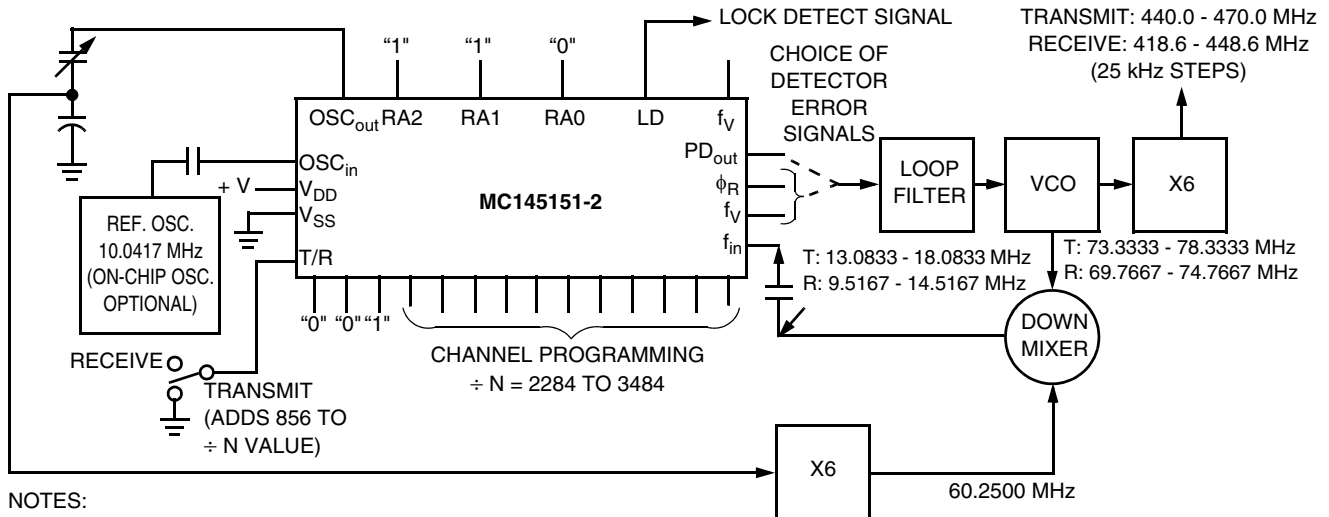 LOCK DETECT SIGNAL
TRANSMIT: 440.0 - 470.0 MHz
RECEIVE: 418.6 - 448.6 MHz
(25 kHz STEPS)
“1" “1" “0"
CHOICE OF
DETECTOR
ERROR
SIGNALS
OSCout RA2 RA1 RA0 LD fV
OSCin
+ V VDD
VSS
T/R
MC145151-2
PDout
ϕR
fV
fin
LOOP
FILTER
VCO
X6
REF. OSC.
10.0417 MHz
(ON-CHIP OSC.
OPTIONAL)
T: 13.0833 - 18.0833 MHz
R: 9.5167 - 14.5167 MHz
T: 73.3333 - 78.3333 MHz
R: 69.7667 - 74.7667 MHz
“0" “0" “1"
DOWN
MIXER
RECEIVE
TRANSMIT
(ADDS 856 TO
÷ N VALUE)
CHANNEL PROGRAMMING
÷ N = 2284 TO 3484
X6
60.2500 MHz
NOTES: